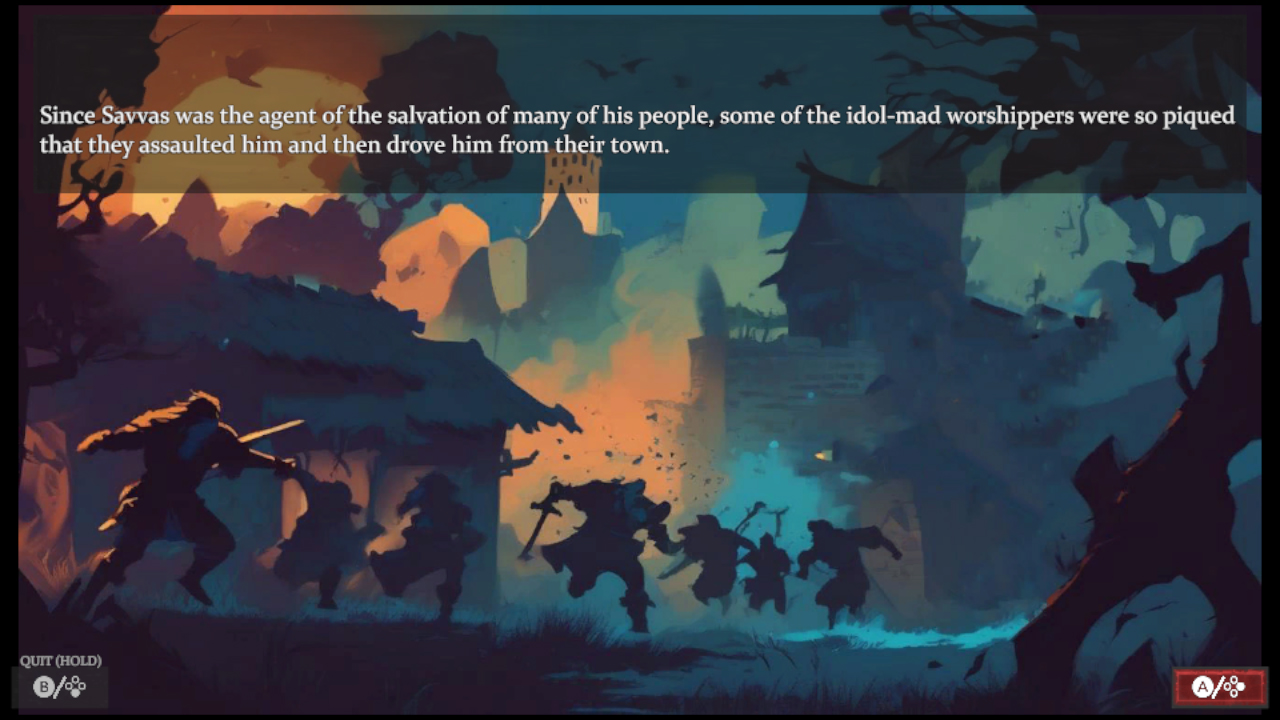 Since Savvas was the agent of the salvation of many of his people, some of the idol-mad worshippers were so piqued
that they assaulted him and then drove him from their town.
QUIT (HOLD)
B/
A/